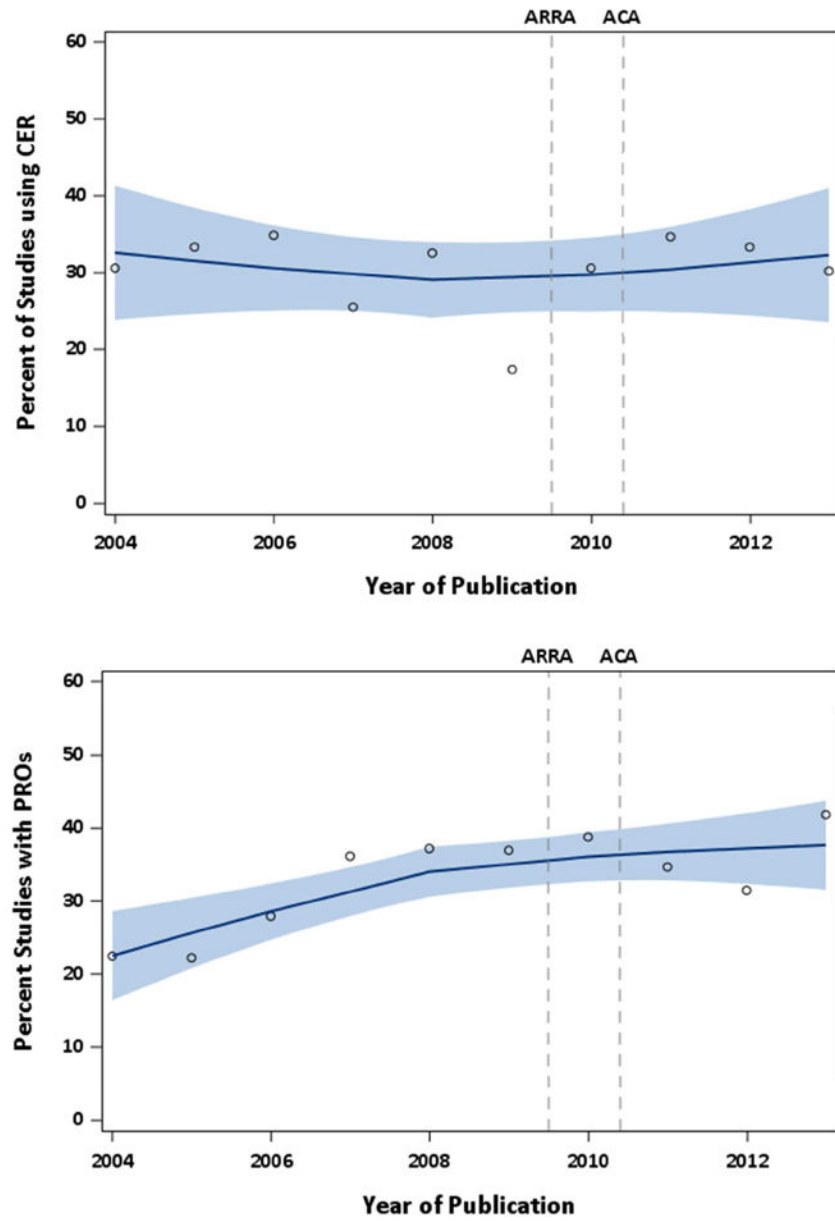 ARRA ACA
60
50
40
30
20
10
0
Percent of Studies using CER
2004 2006 2008 2010 2012
Year of Publication
ARRA ACA
60
50
40
30
20
10
0
Percent Studies with PROs
2004 2006 2008 2010 2012
Year of Publication